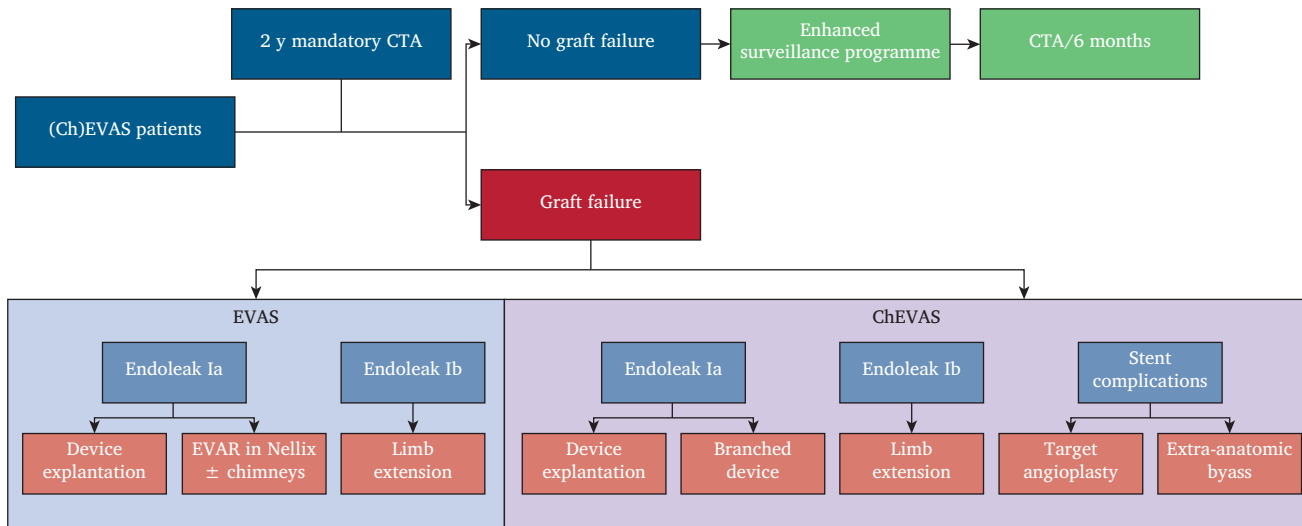 2 y mandatory CTA
No graft failure
Enhanced
surveillance programme
CTA/6 months
(Ch)EVAS patients
Graft failure
EVAS
Endoleak Ia
Endoleak Ib
Device
explantation
EVAR in Nellix
± chimneys
Limb
extension
ChEVAS
Endoleak Ia
Endoleak Ib
Stent
complications
Device
explantation
Branched
device
Limb
extension
Target
angioplasty
Extra-anatomic
byass